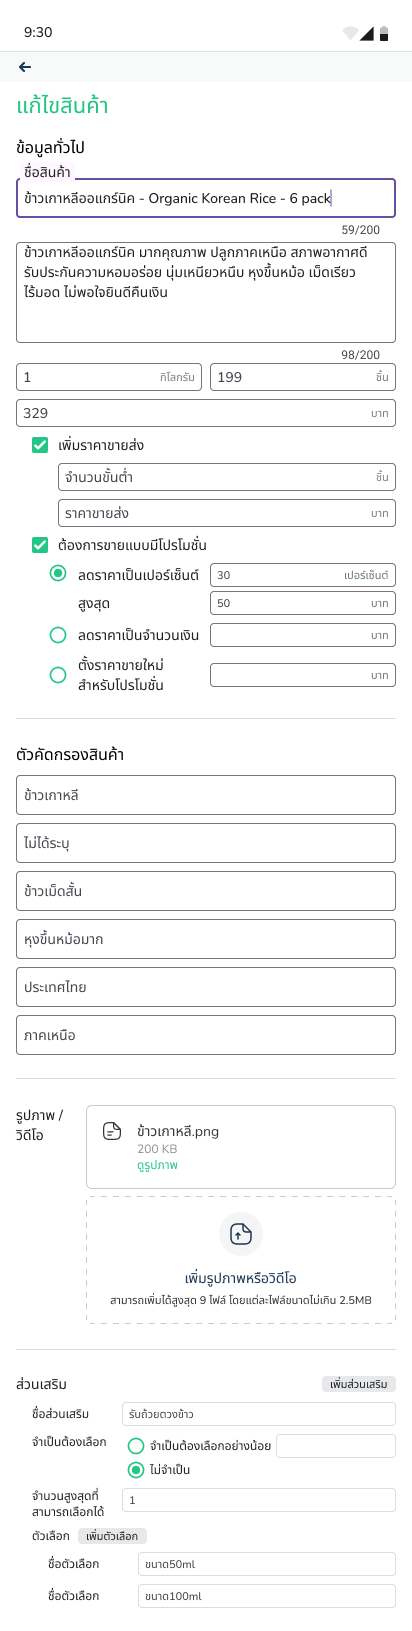 9:30
แก้ไขสินค้า
ข้อมูลทั่วไป
ชื่อสินค้า
ข้าวเกาหลีออแกร์นิค - Organic Korean Rice - 6 pack
59/200
ข้าวเกาหลีออแกร์นิค มากคุณภาพ ปลูกภาคเหนือ สภาพอากาศดี
รับประกันความหอมอร่อย นุ่มเหนียวหนึบ หุงขึ้นหม้อ เม็ดเรียว
ไร้มอด ไม่พอใจยินดีคืนเงิน
98/200
1 กิโลกรัม 199 ชิ้น
329 บาท
เพิ่มราคาขายส่ง
จำนวนขั้นต่ำ ชิ้น
ราคาขายส่ง บาท
ต้องการขายแบบมีโปรโมชั่น
ลดราคาเป็นเปอร์เซ็นต์ 30 เปอร์เซ็นต์
สูงสุด 50 บาท
ลดราคาเป็นจำนวนเงิน บาท
ตั้งราคาขายใหม่
สำหรับโปรโมชั่น บาท
ตัวคัดกรองสินค้า
ข้าวเกาหลี
ไม่ได้ระบุ
ข้าวเม็ดสั้น
หุงขึ้นหม้อมาก
ประเทศไทย
ภาคเหนือ
รูปภาพ /
วิดีโอ
ข้าวเกาหลี.png
200 KB
ดูรูปภาพ
เพิ่มรูปภาพหรือวิดีโอ
สามารถเพิ่มได้สูงสุด 9 ไฟล์ โดยแต่ละไฟล์ขนาดไม่เกิน 2.5MB
ส่วนเสริม เพิ่มส่วนเสริม
ชื่อส่วนเสริม รับถ้วยตวงข้าว
จำเป็นต้องเลือก จำเป็นต้องเลือกอย่างน้อย
ไม่จำเป็น
จำนวนสูงสุดที่
สามารถเลือกได้ 1
ตัวเลือก เพิ่มตัวเลือก
ชื่อตัวเลือก ขนาด50ml
ชื่อตัวเลือก ขนาด100ml